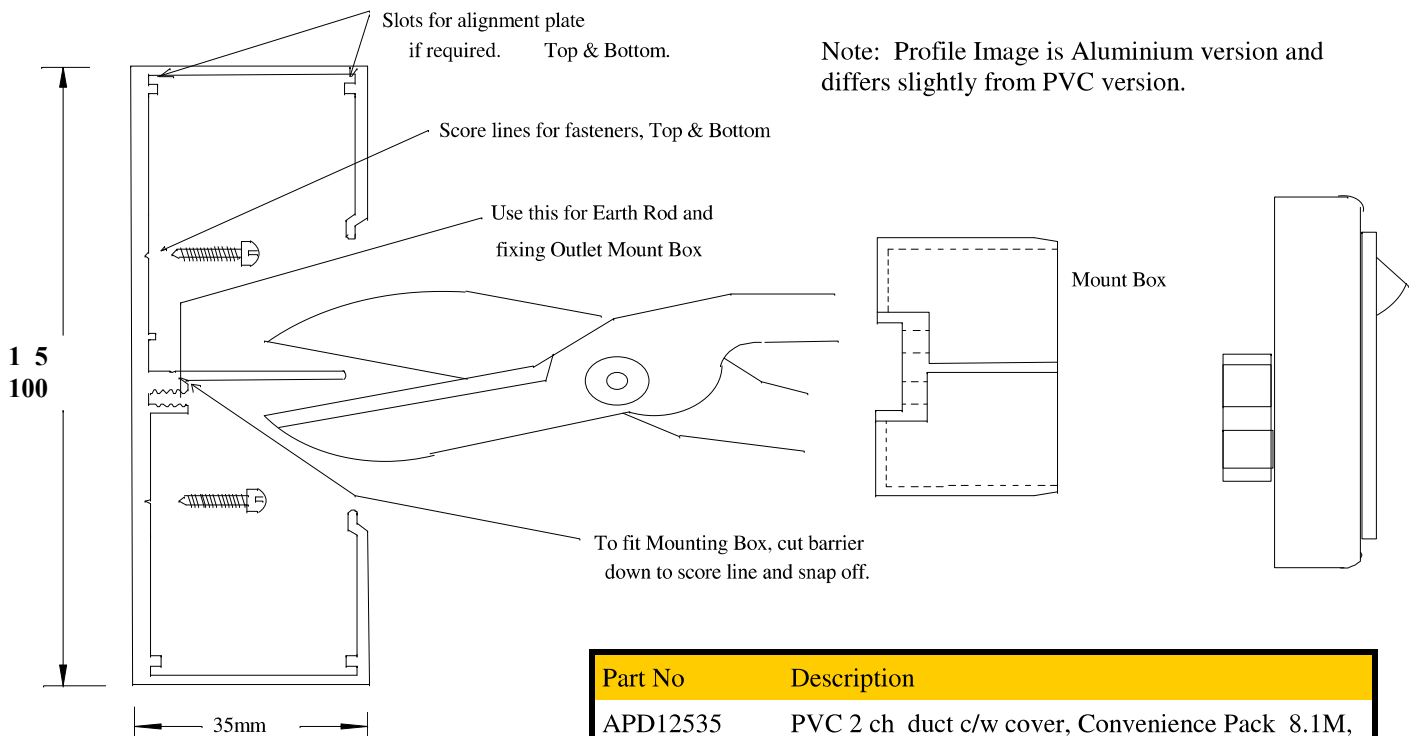 Slots for alignment plate
if required. Top & Bottom.
Note: Profile Image is Aluminium version and
differs slightly from PVC version.
Score lines for fasteners, Top & Bottom
Use this for Earth Rod and
fixing Outlet Mount Box
Mount Box
1 5
100
To fit Mounting Box, cut barrier
down to score line and snap off.
35mm
Part No Description
APD12535 PVC 2 ch duct c/w cover, Convenience Pack 8.1M,